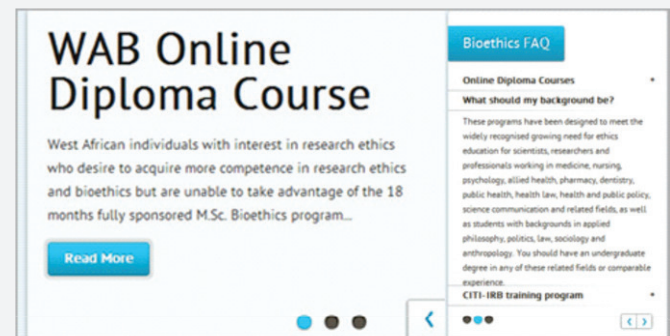 WAB Online
Diploma Course
West African individuals with interest in research ethics
who desire to acquire more competence in research ethics
and bioethics but are unable to take advantage of the 18
months fully sponsored M.Sc. Bioethics program...
Read More
Bioethics FAQ
Online Diploma Courses
What should my background be?
These programs have been designed to meet the
widely recognised growing need for ethics
education for scientists, researchers and
professionals working in medicine, nursing,
psychology, allied health, pharmacy, dentistry,
public health, health law, health and public policy,
science communication and related fields, as well
as students with backgrounds in applied
philosophy, politics, law, sociology and
anthropology. You should have an undergraduate
degree in any of these related fields or comparable
experience.
CITI-IRB training program